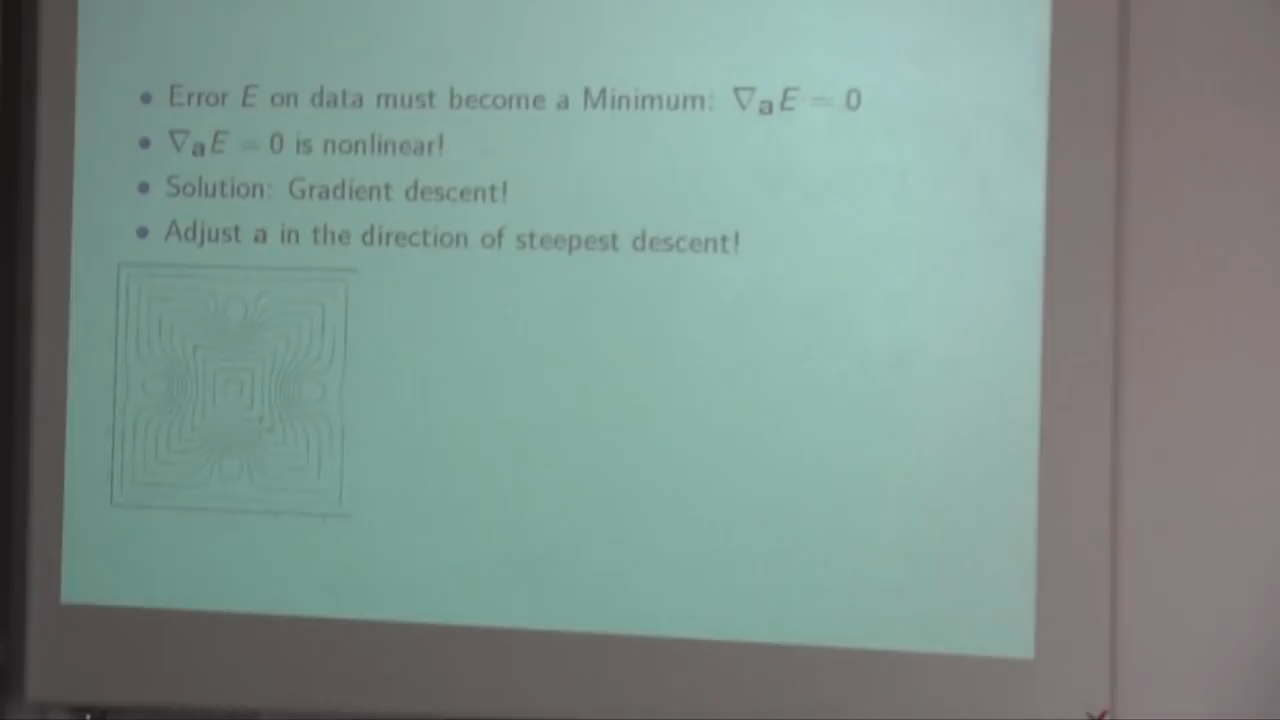 • Error E on data must become a Minimum: ∇ₐE = 0
• ∇ₐE = 0 is nonlinear!
• Solution: Gradient descent!
• Adjust a in the direction of steepest descent!